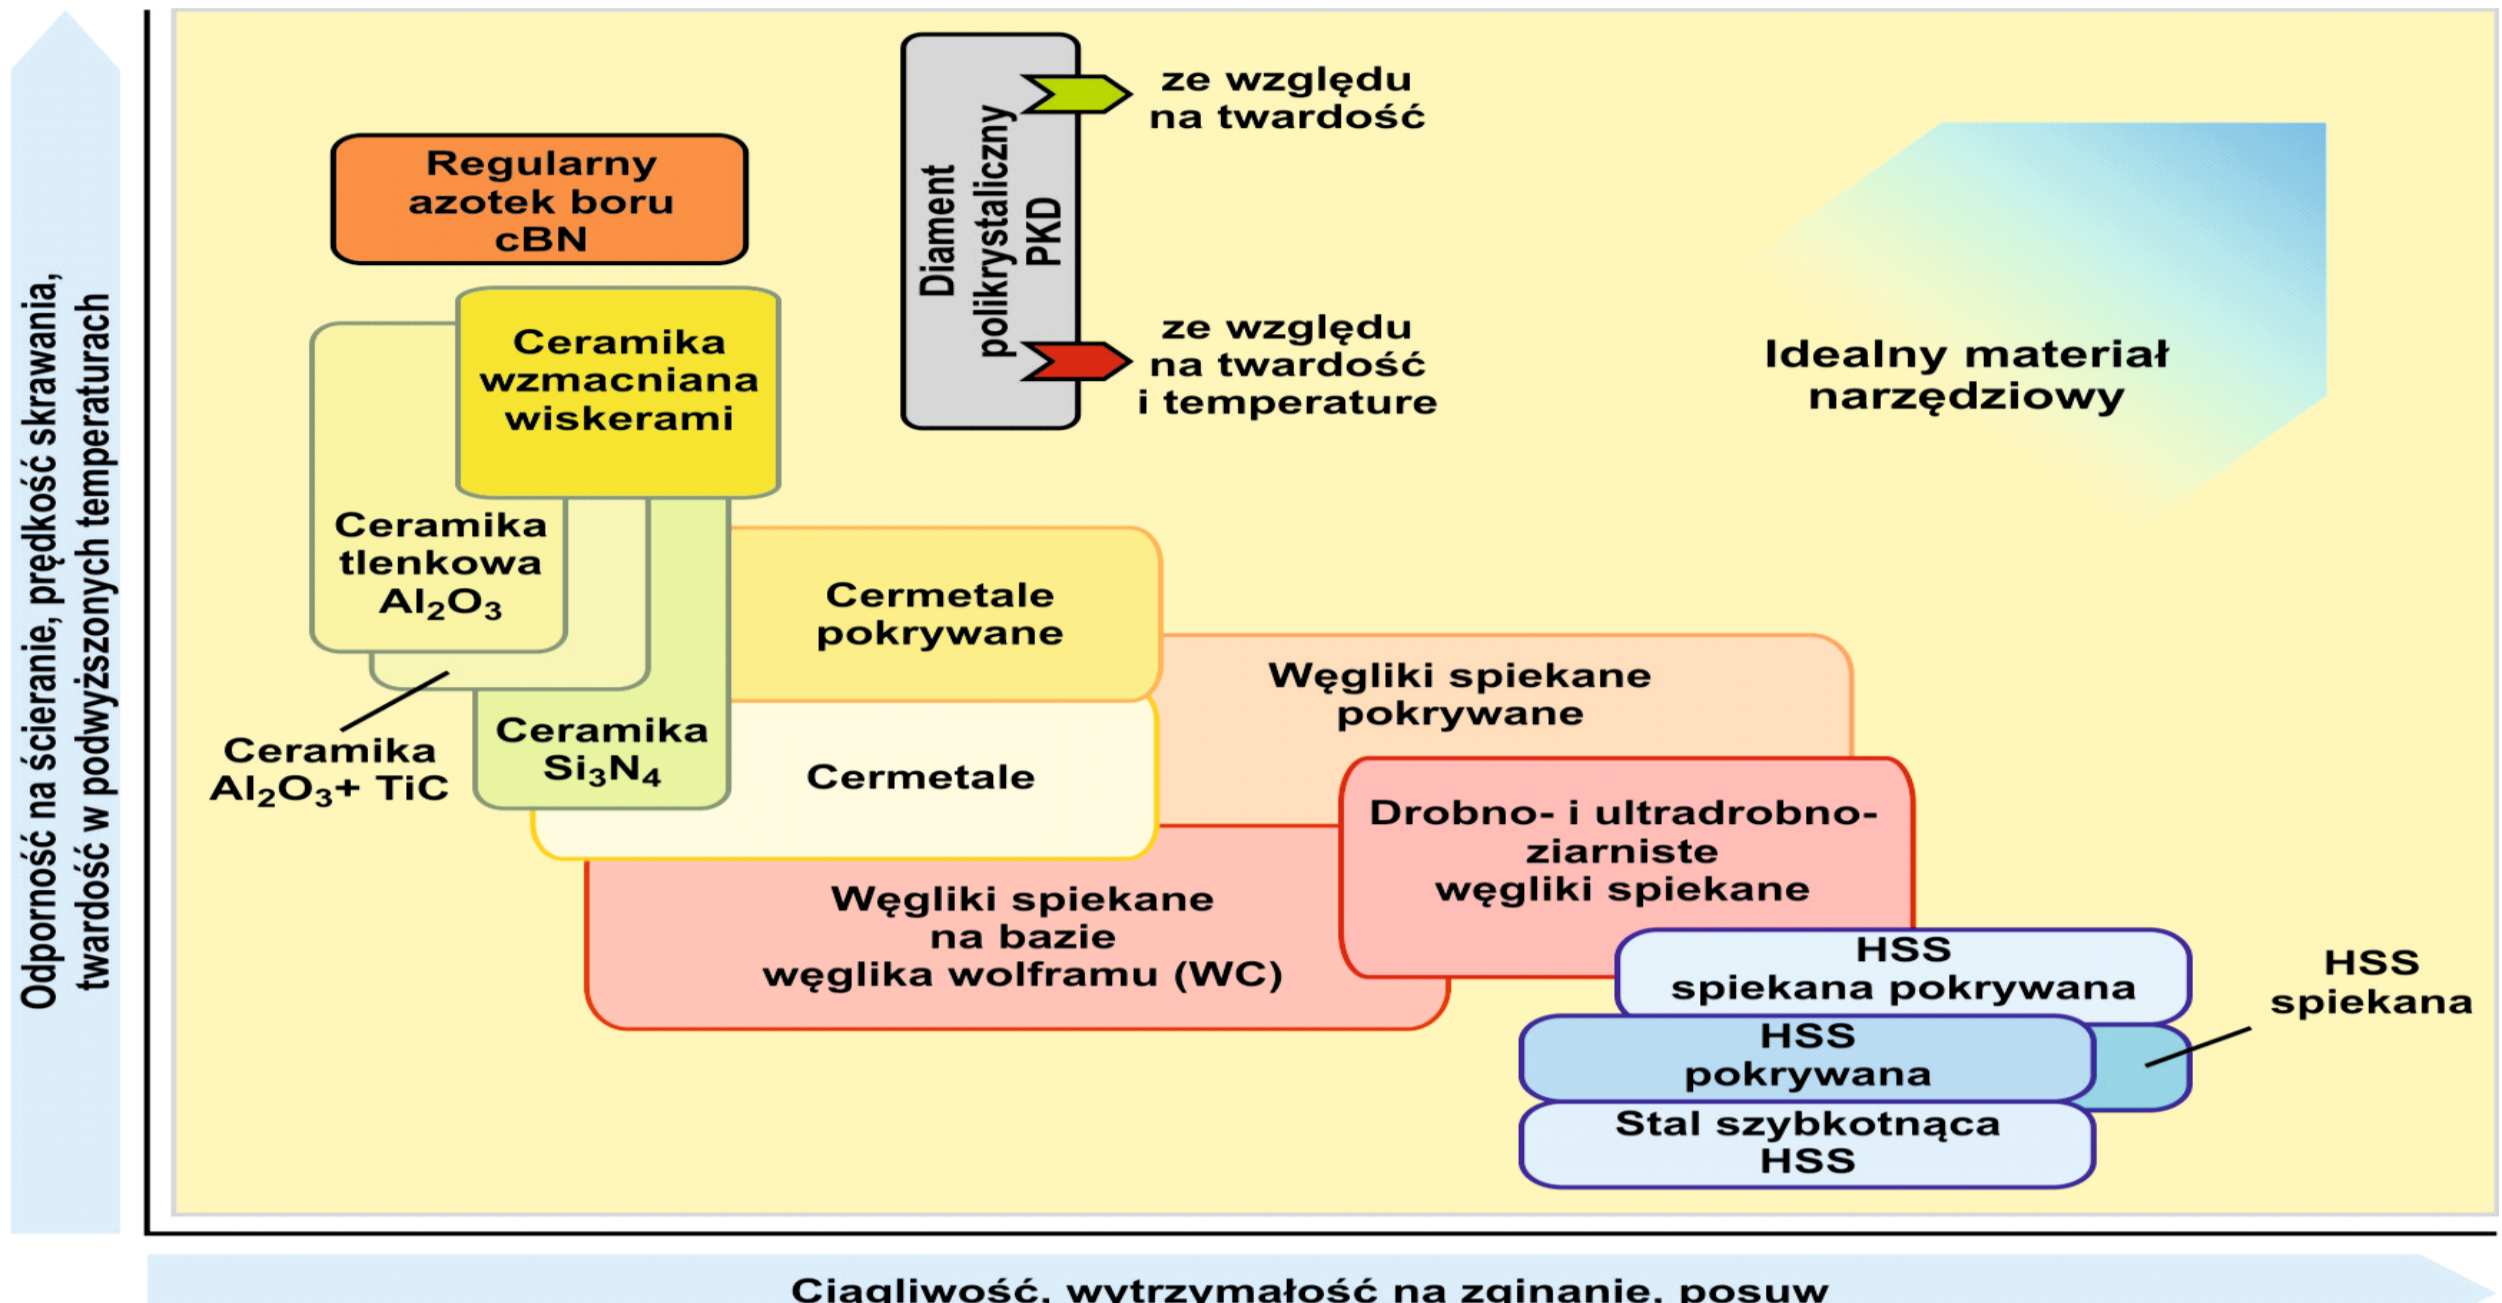 Odporność na ścieranie, prędkość skrawania,
twardość w podwyższonych temperaturach
Regularny
azotek boru
cBN
Diament
polikrystaliczny
PKD
ze względu
na twardość
ze względu
na twardość
i temperature
Idealny materiał
narzędziowy
Ceramika
wzmacniana
wiskerami
Ceramika
tlenkowa
Al₂O₃
Ceramika
Al₂O₃+ TiC
Ceramika
Si₃N₄
Cermetale
pokrywane
Cermetale
Węgliki spiekane
pokrywane
Drobno- i ultradrobno-
ziarniste
węgliki spiekane
Węgliki spiekane
na bazie
węglika wolframu (WC)
HSS
spiekana pokrywana
HSS
spiekana
HSS
pokrywana
Stal szybkotnąca
HSS
Ciągliwość, wytrzymałość na zginanie, posuw